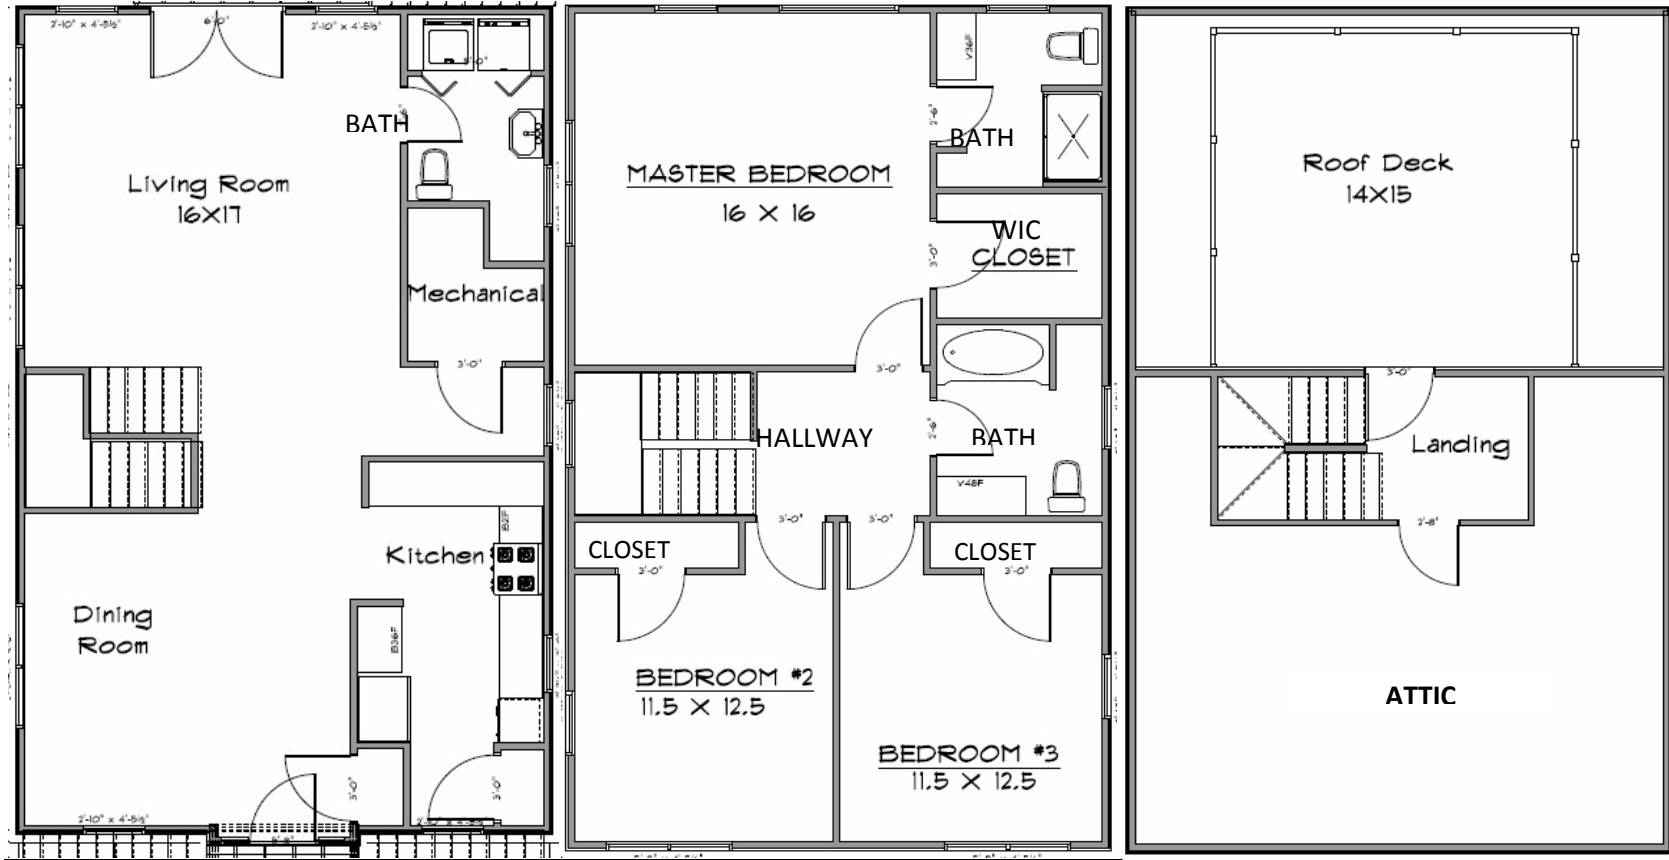 2'-10" x 4'-5½"
6'-0"
2'-10" x 4'-5½"
BATH
Living Room
16X17
Mechanical
3'-0"
B2F
Kitchen
Dining
Room
B36F
3'-0"
3'-0"
2'-10" x 4'-5½"
V36F
2'-6"
BATH
MASTER BEDROOM
16 X 16
WIC
CLOSET
3'-0"
3'-0"
HALLWAY
2'-6"
BATH
V48F
3'-0"
3'-0"
CLOSET
3'-0"
CLOSET
3'-0"
BEDROOM #2
11.5 X 12.5
BEDROOM #3
11.5 X 12.5
Roof Deck
14X15
3'-0"
Landing
2'-8"
ATTIC